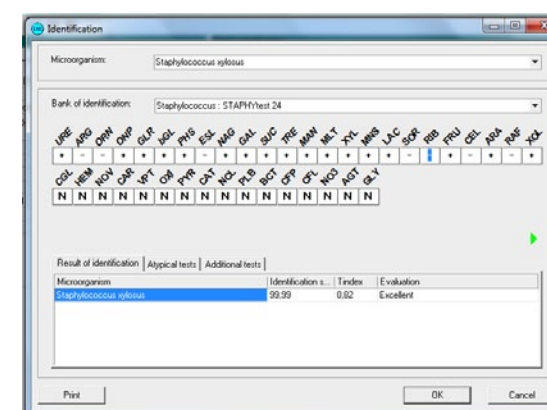 Identification
Microorganism: Staphylococcus xylosus
Bank of identification: Staphylococcus : STAPHYtest 24
URE ARG ORN ONP GLR bGL PHS ESL NAG GAL SUC TRE MAN MLT XYL MNS LAC SOR RIB FRU CEL ARA RAF XOL
CGL HEM NOV CAR VPT OXI PYR CAT NCL PLB BCT CFP CFL NO3 AGT GLY
N N N N N N N N N N N N N N N N
Result of identification Atypical tests Additional tests
Microorganism Identification s... Tindex Evaluation
Staphylococcus xylosus 99,99 0,82 Excellent
Print OK Cancel